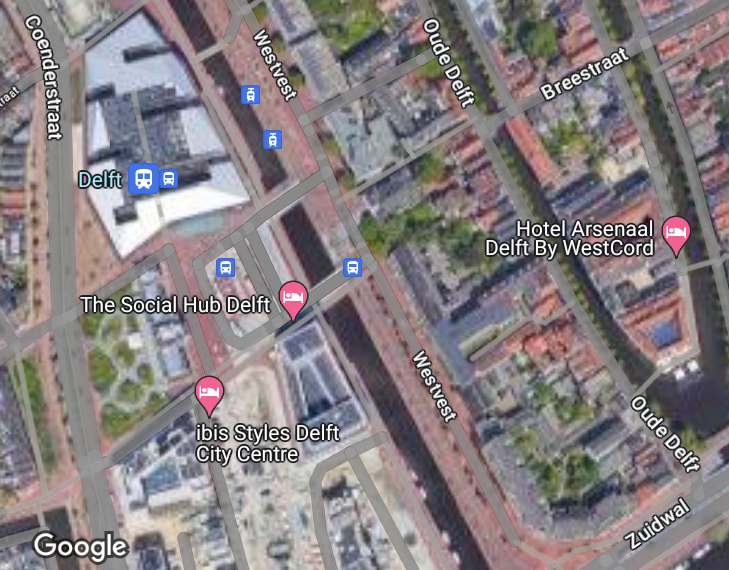 Coenderstraat
Westvest
Oude Delft
Breestraat
raat
Delft
Hotel Arsenaal
Delft By WestCord
The Social Hub Delft
Westvest
ibis Styles Delft
City Centre
Oude Delft
Zuidwal
Google